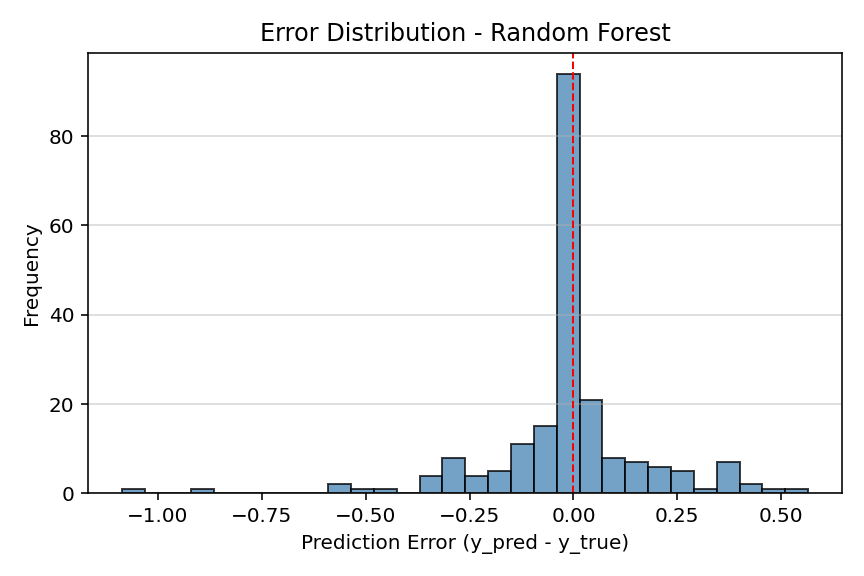 Error Distribution - Random Forest
Frequency
80
60
40
20
0
−1.00 −0.75 −0.50 −0.25 0.00 0.25 0.50
Prediction Error (y_pred - y_true)